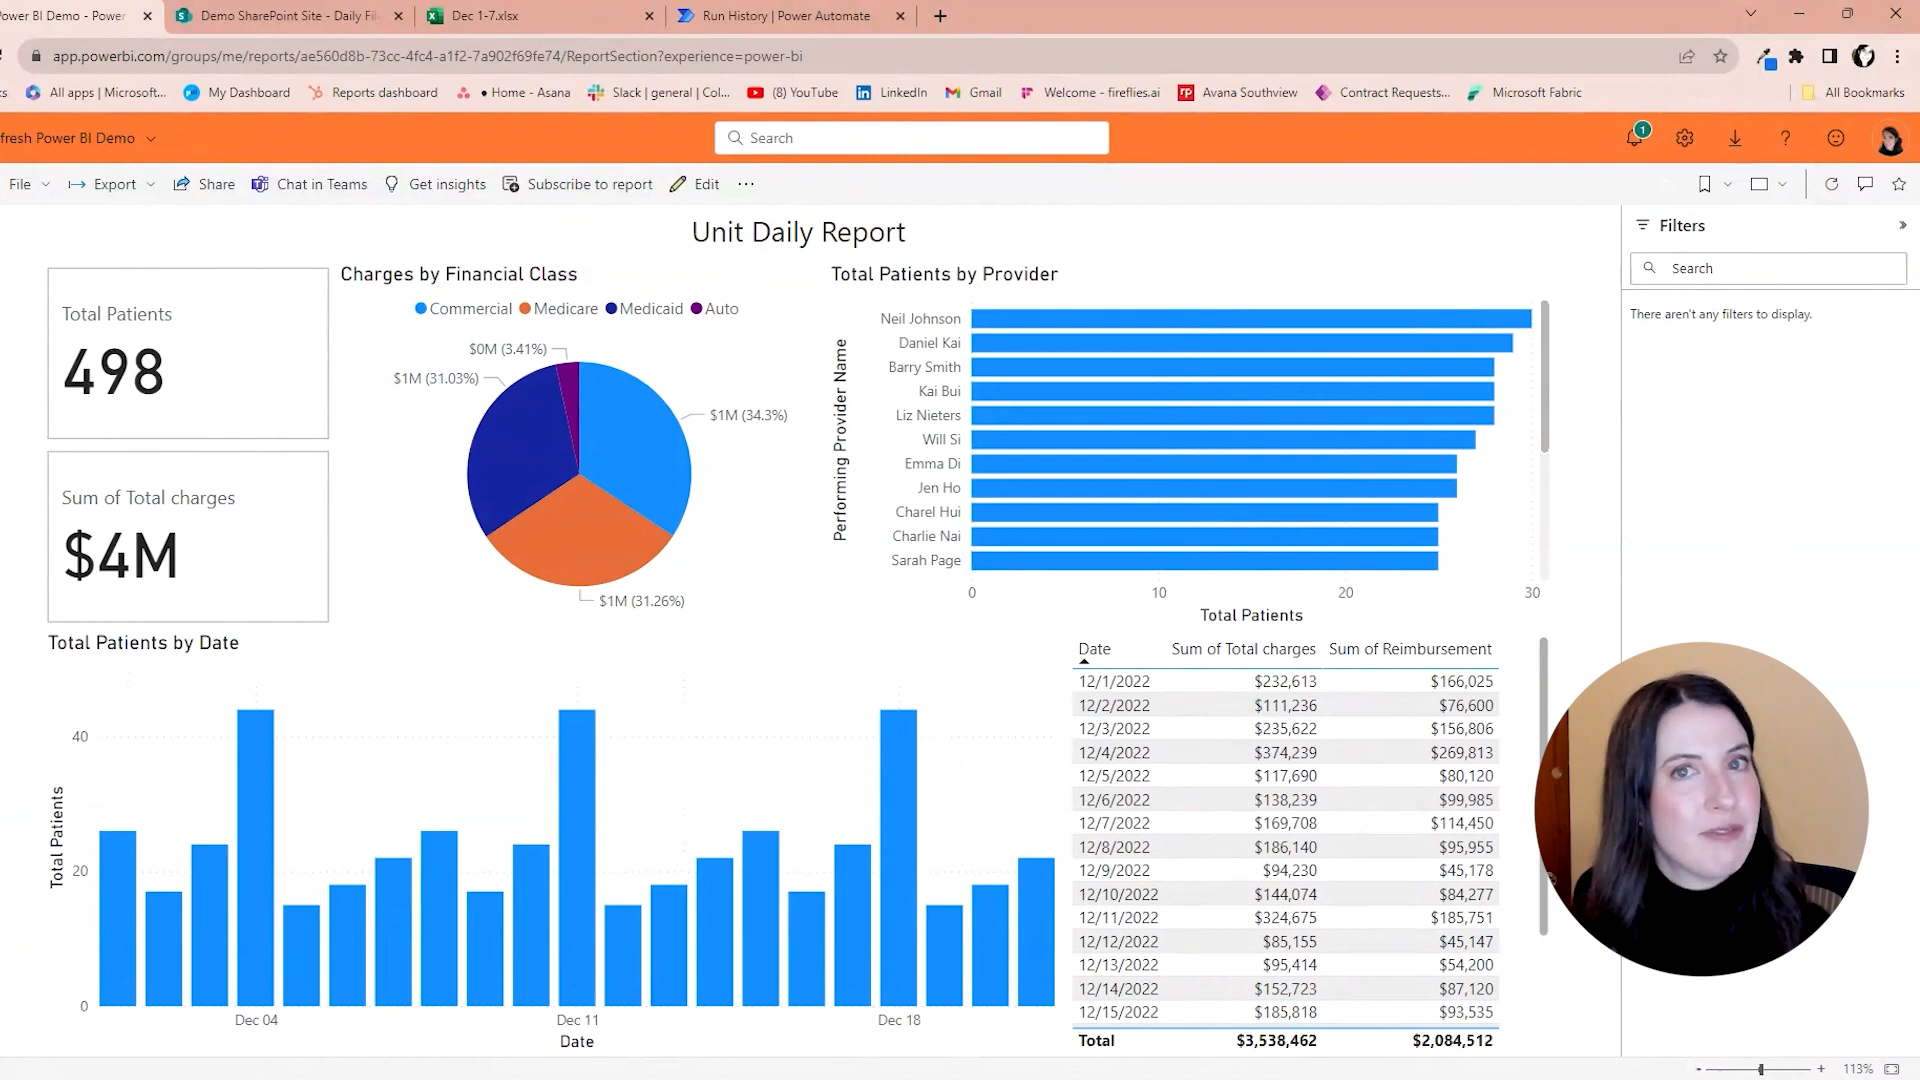 Power BI Demo - Power
Demo SharePoint Site - Daily Fil
Dec 1-7.xlsx
Run History | Power Automate
app.powerbi.com/groups/me/reports/ae560d8b-73cc-4fc4-a1f2-7a902f69fe74/ReportSection?experience=power-bi
All apps | Microsoft...
My Dashboard
Reports dashboard
• Home - Asana
Slack | general | Col...
(8) YouTube
LinkedIn
Gmail
Welcome - fireflies.ai
rp
Avana Southview
Contract Requests...
Microsoft Fabric
All Bookmarks
fresh Power BI Demo
Search
1
File
Export
Share
Chat in Teams
Get insights
Subscribe to report
Edit
Unit Daily Report
Total Patients
498
Sum of Total charges
$4M
Charges by Financial Class
Commercial Medicare Medicaid Auto
$0M (3.41%)
$1M (31.03%)
$1M (34.3%)
$1M (31.26%)
Total Patients by Provider
Performing Provider Name
Neil Johnson
Daniel Kai
Barry Smith
Kai Bui
Liz Nieters
Will Si
Emma Di
Jen Ho
Charel Hui
Charlie Nai
Sarah Page
0 10 20 30
Total Patients
Filters
Search
There aren't any filters to display.
Total Patients by Date
Total Patients
40
20
0
Dec 04 Dec 11 Dec 18
Date
Date Sum of Total charges Sum of Reimbursement
12/1/2022 $232,613 $166,025
12/2/2022 $111,236 $76,600
12/3/2022 $235,622 $156,806
12/4/2022 $374,239 $269,813
12/5/2022 $117,690 $80,120
12/6/2022 $138,239 $99,985
12/7/2022 $169,708 $114,450
12/8/2022 $186,140 $95,955
12/9/2022 $94,230 $45,178
12/10/2022 $144,074 $84,277
12/11/2022 $324,675 $185,751
12/12/2022 $85,155 $45,147
12/13/2022 $95,414 $54,200
12/14/2022 $152,723 $87,120
12/15/2022 $185,818 $93,535
Total $3,538,462 $2,084,512
- + 113%